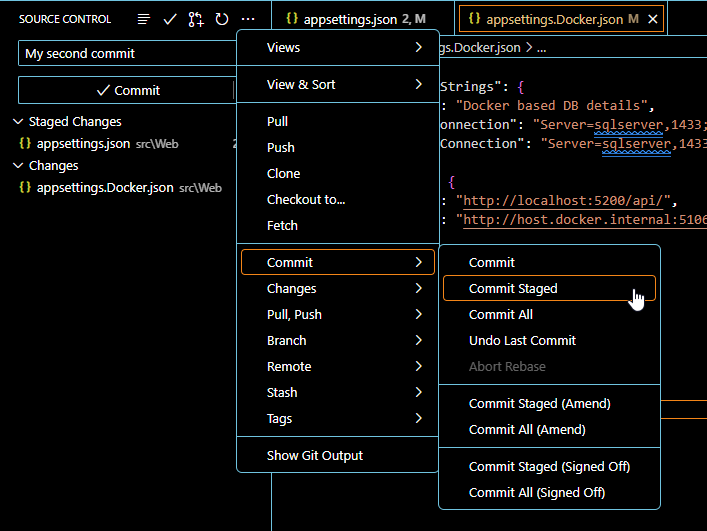 SOURCE CONTROL
My second commit
Commit
Staged Changes
{} appsettings.json src\Web 2
Changes
{} appsettings.Docker.json src\Web
{} appsettings.json 2, M
{} appsettings.Docker.json M
gs.Docker.json > ...
Strings": {
: "Docker based DB details",
onnection": "Server=sqlserver,1433;
Connection": "Server=sqlserver,1433
{
: "http://localhost:5200/api/",
: "http://host.docker.internal:5106
Views
View & Sort
Pull
Push
Clone
Checkout to...
Fetch
Commit
Changes
Pull, Push
Branch
Remote
Stash
Tags
Show Git Output
Commit
Commit Staged
Commit All
Undo Last Commit
Abort Rebase
Commit Staged (Amend)
Commit All (Amend)
Commit Staged (Signed Off)
Commit All (Signed Off)